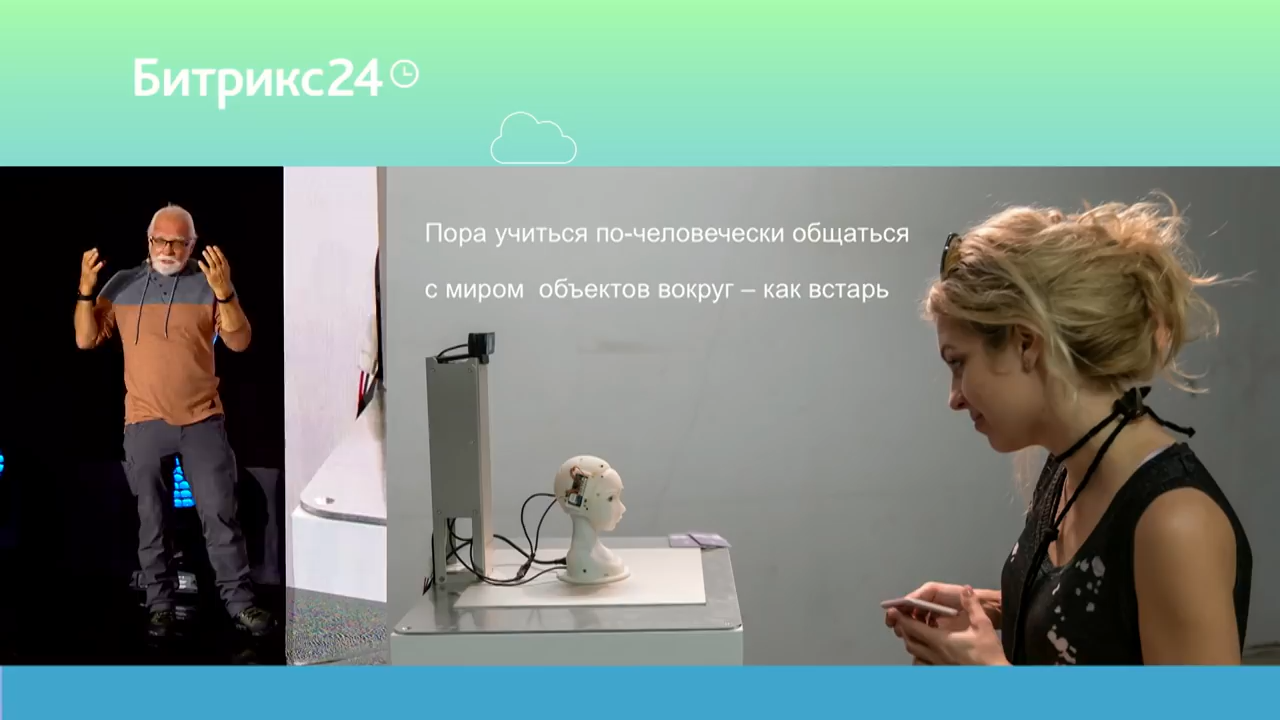 Битрикс24
Пора учиться по-человечески общаться
с миром объектов вокруг – как встарь